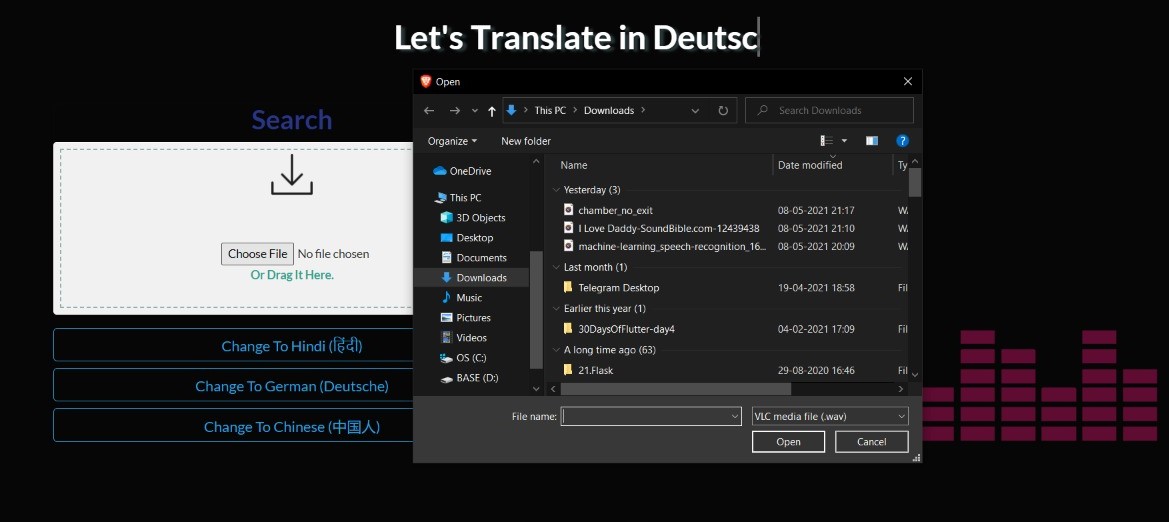 Let's Translate in Deutsc
Search
Choose File No file chosen
Or Drag It Here.
Change To Hindi (हिंदी)
Change To German (Deutsche)
Change To Chinese (中国人)
Open
This PC Downloads
Search Downloads
Organize New folder
OneDrive
This PC
3D Objects
Desktop
Documents
Downloads
Music
Pictures
Videos
OS (C:)
BASE (D:)
Name Date modified Ty
Yesterday (3)
chamber_no_exit 08-05-2021 21:17 W
I Love Daddy-SoundBible.com-12439438 08-05-2021 21:10 W
machine-learning_speech-recognition_16... 08-05-2021 20:09 W
Last month (1)
Telegram Desktop 19-04-2021 18:58 Fil
Earlier this year (1)
30DaysOfFlutter-day4 04-02-2021 17:09 Fil
A long time ago (63)
21.Flask 29-08-2020 16:46 Fil
File name: VLC media file (.wav)
Open Cancel